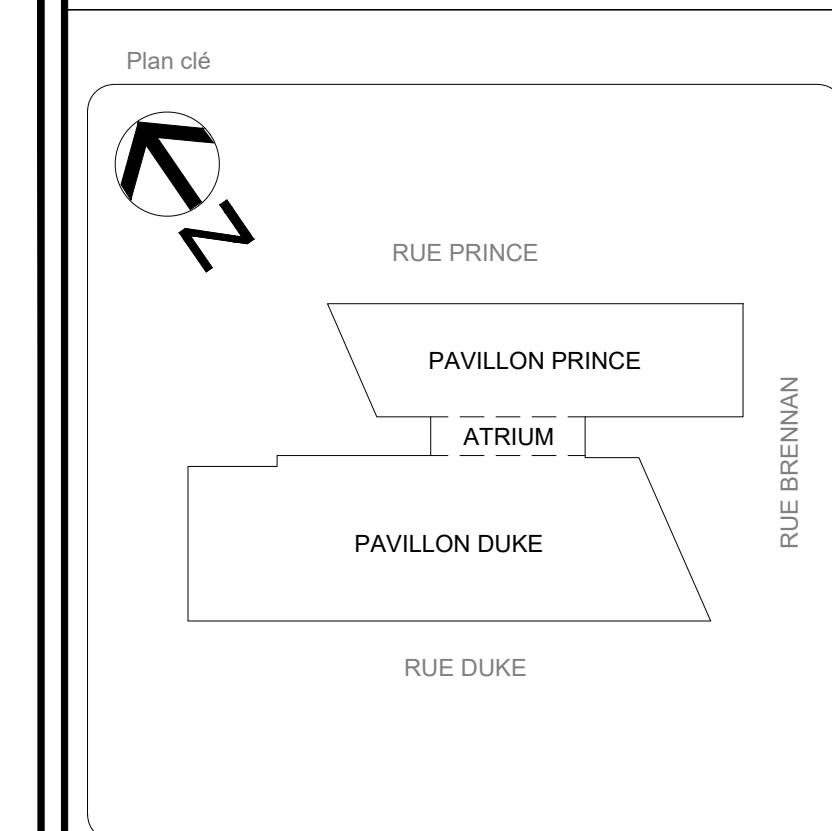 Plan clé
N
RUE PRINCE
PAVILLON PRINCE
ATRIUM
RUE BRENNAN
PAVILLON DUKE
RUE DUKE